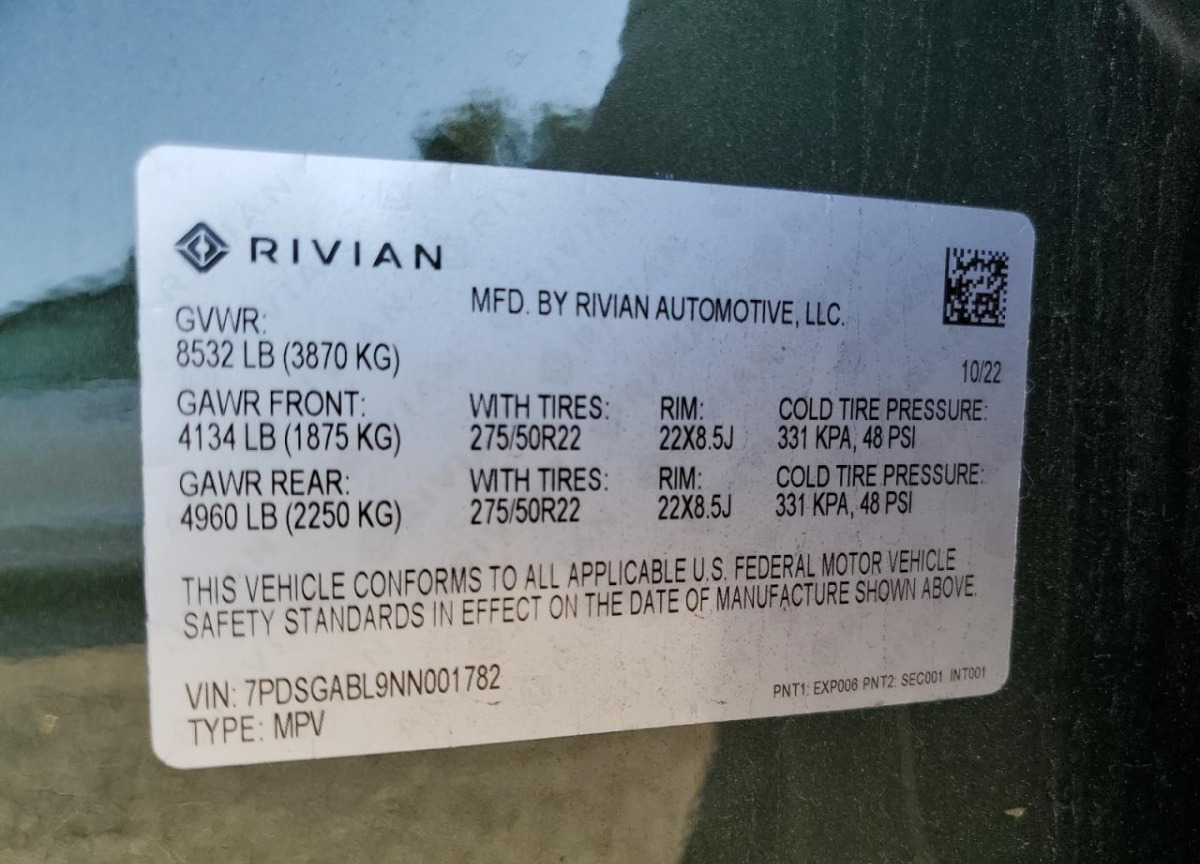 RIVIAN
MFD. BY RIVIAN AUTOMOTIVE, LLC.
GVWR:
8532 LB (3870 KG)
10/22
GAWR FRONT: WITH TIRES: RIM: COLD TIRE PRESSURE:
4134 LB (1875 KG) 275/50R22 22X8.5J 331 KPA, 48 PSI
GAWR REAR: WITH TIRES: RIM: COLD TIRE PRESSURE:
4960 LB (2250 KG) 275/50R22 22X8.5J 331 KPA, 48 PSI
THIS VEHICLE CONFORMS TO ALL APPLICABLE U.S. FEDERAL MOTOR VEHICLE
SAFETY STANDARDS IN EFFECT ON THE DATE OF MANUFACTURE SHOWN ABOVE.
VIN: 7PDSGABL9NN001782
PNT1: EXP006 PNT2: SEC001 INT001
TYPE: MPV